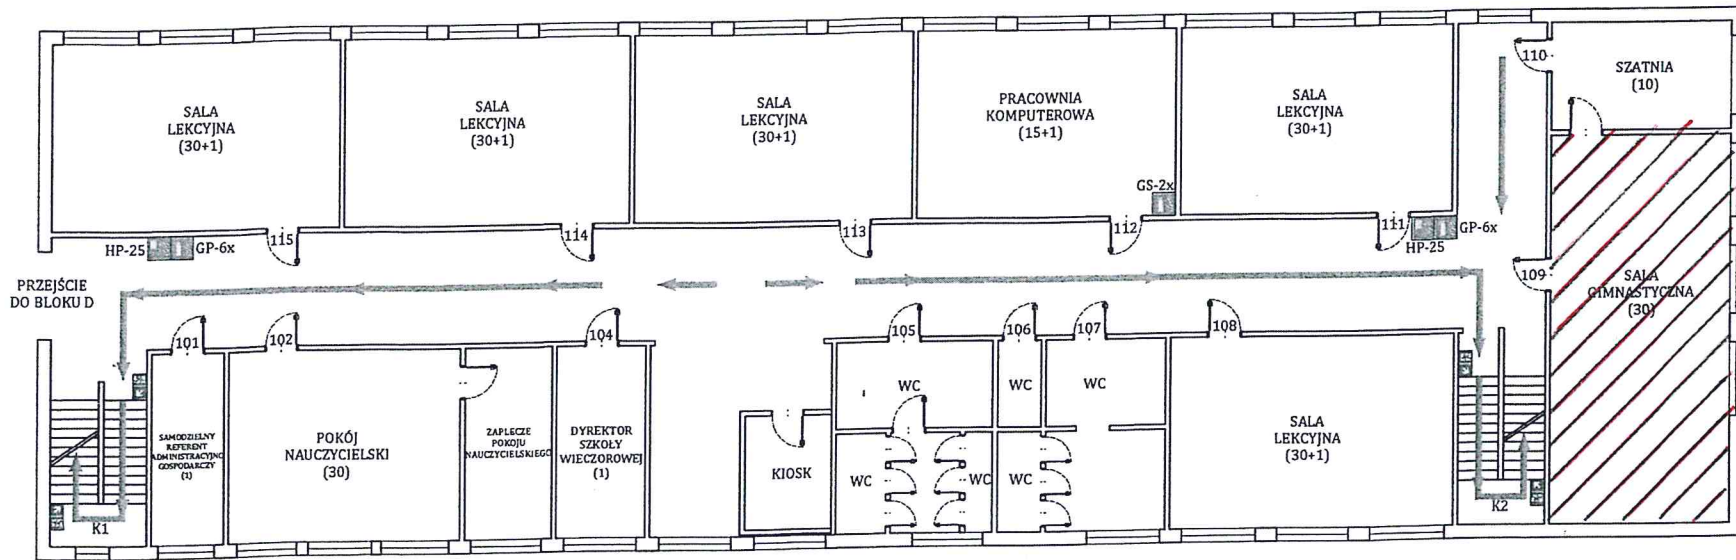 SALA
LEKCYJNA
(30+1)
SALA
LEKCYJNA
(30+1)
SALA
LEKCYJNA
(30+1)
PRACOWNIA
KOMPUTEROWA
(15+1)
SALA
LEKCYJNA
(30+1)
110
SZATNIA
(10)
GS-2x
HP-25
GP-6x
115
114
113
112
111
HP-25
GP-6x
PRZEJŚCIE
DO BLOKU D
109
SALA
GIMNASTYCZNA
(30)
101
102
104
105
106
107
108
SAMODZIELNY
REFERENT
ADMINISTRACYJNO
GOSPODARCZY
(1)
POKÓJ
NAUCZYCIELSKI
(30)
ZAPLECZE
POKOJU
NAUCZYCIELSKIEGO
DYREKTOR
SZKOŁY
WIECZOROWEJ
(1)
KIOSK
WC
WC
WC
WC
WC
WC
SALA
LEKCYJNA
(30+1)
K1
K2